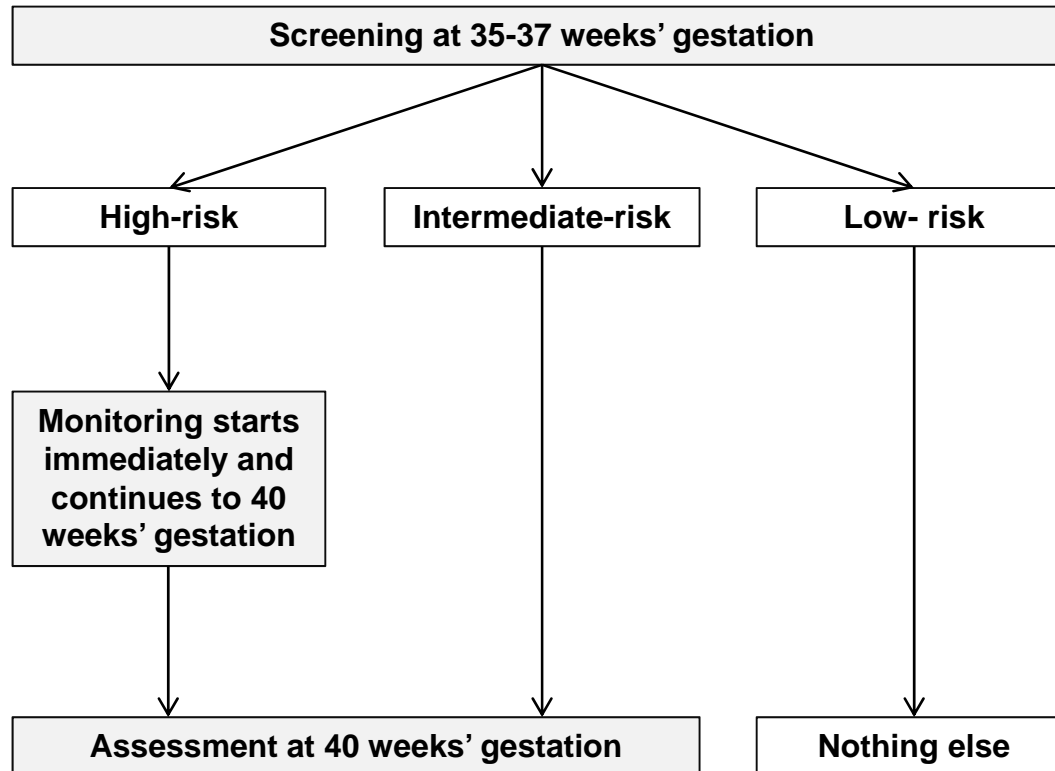 Screening at 35-37 weeks’ gestation
High-risk
Intermediate-risk
Low- risk
Monitoring starts
immediately and
continues to 40
weeks’ gestation
Assessment at 40 weeks’ gestation
Nothing else